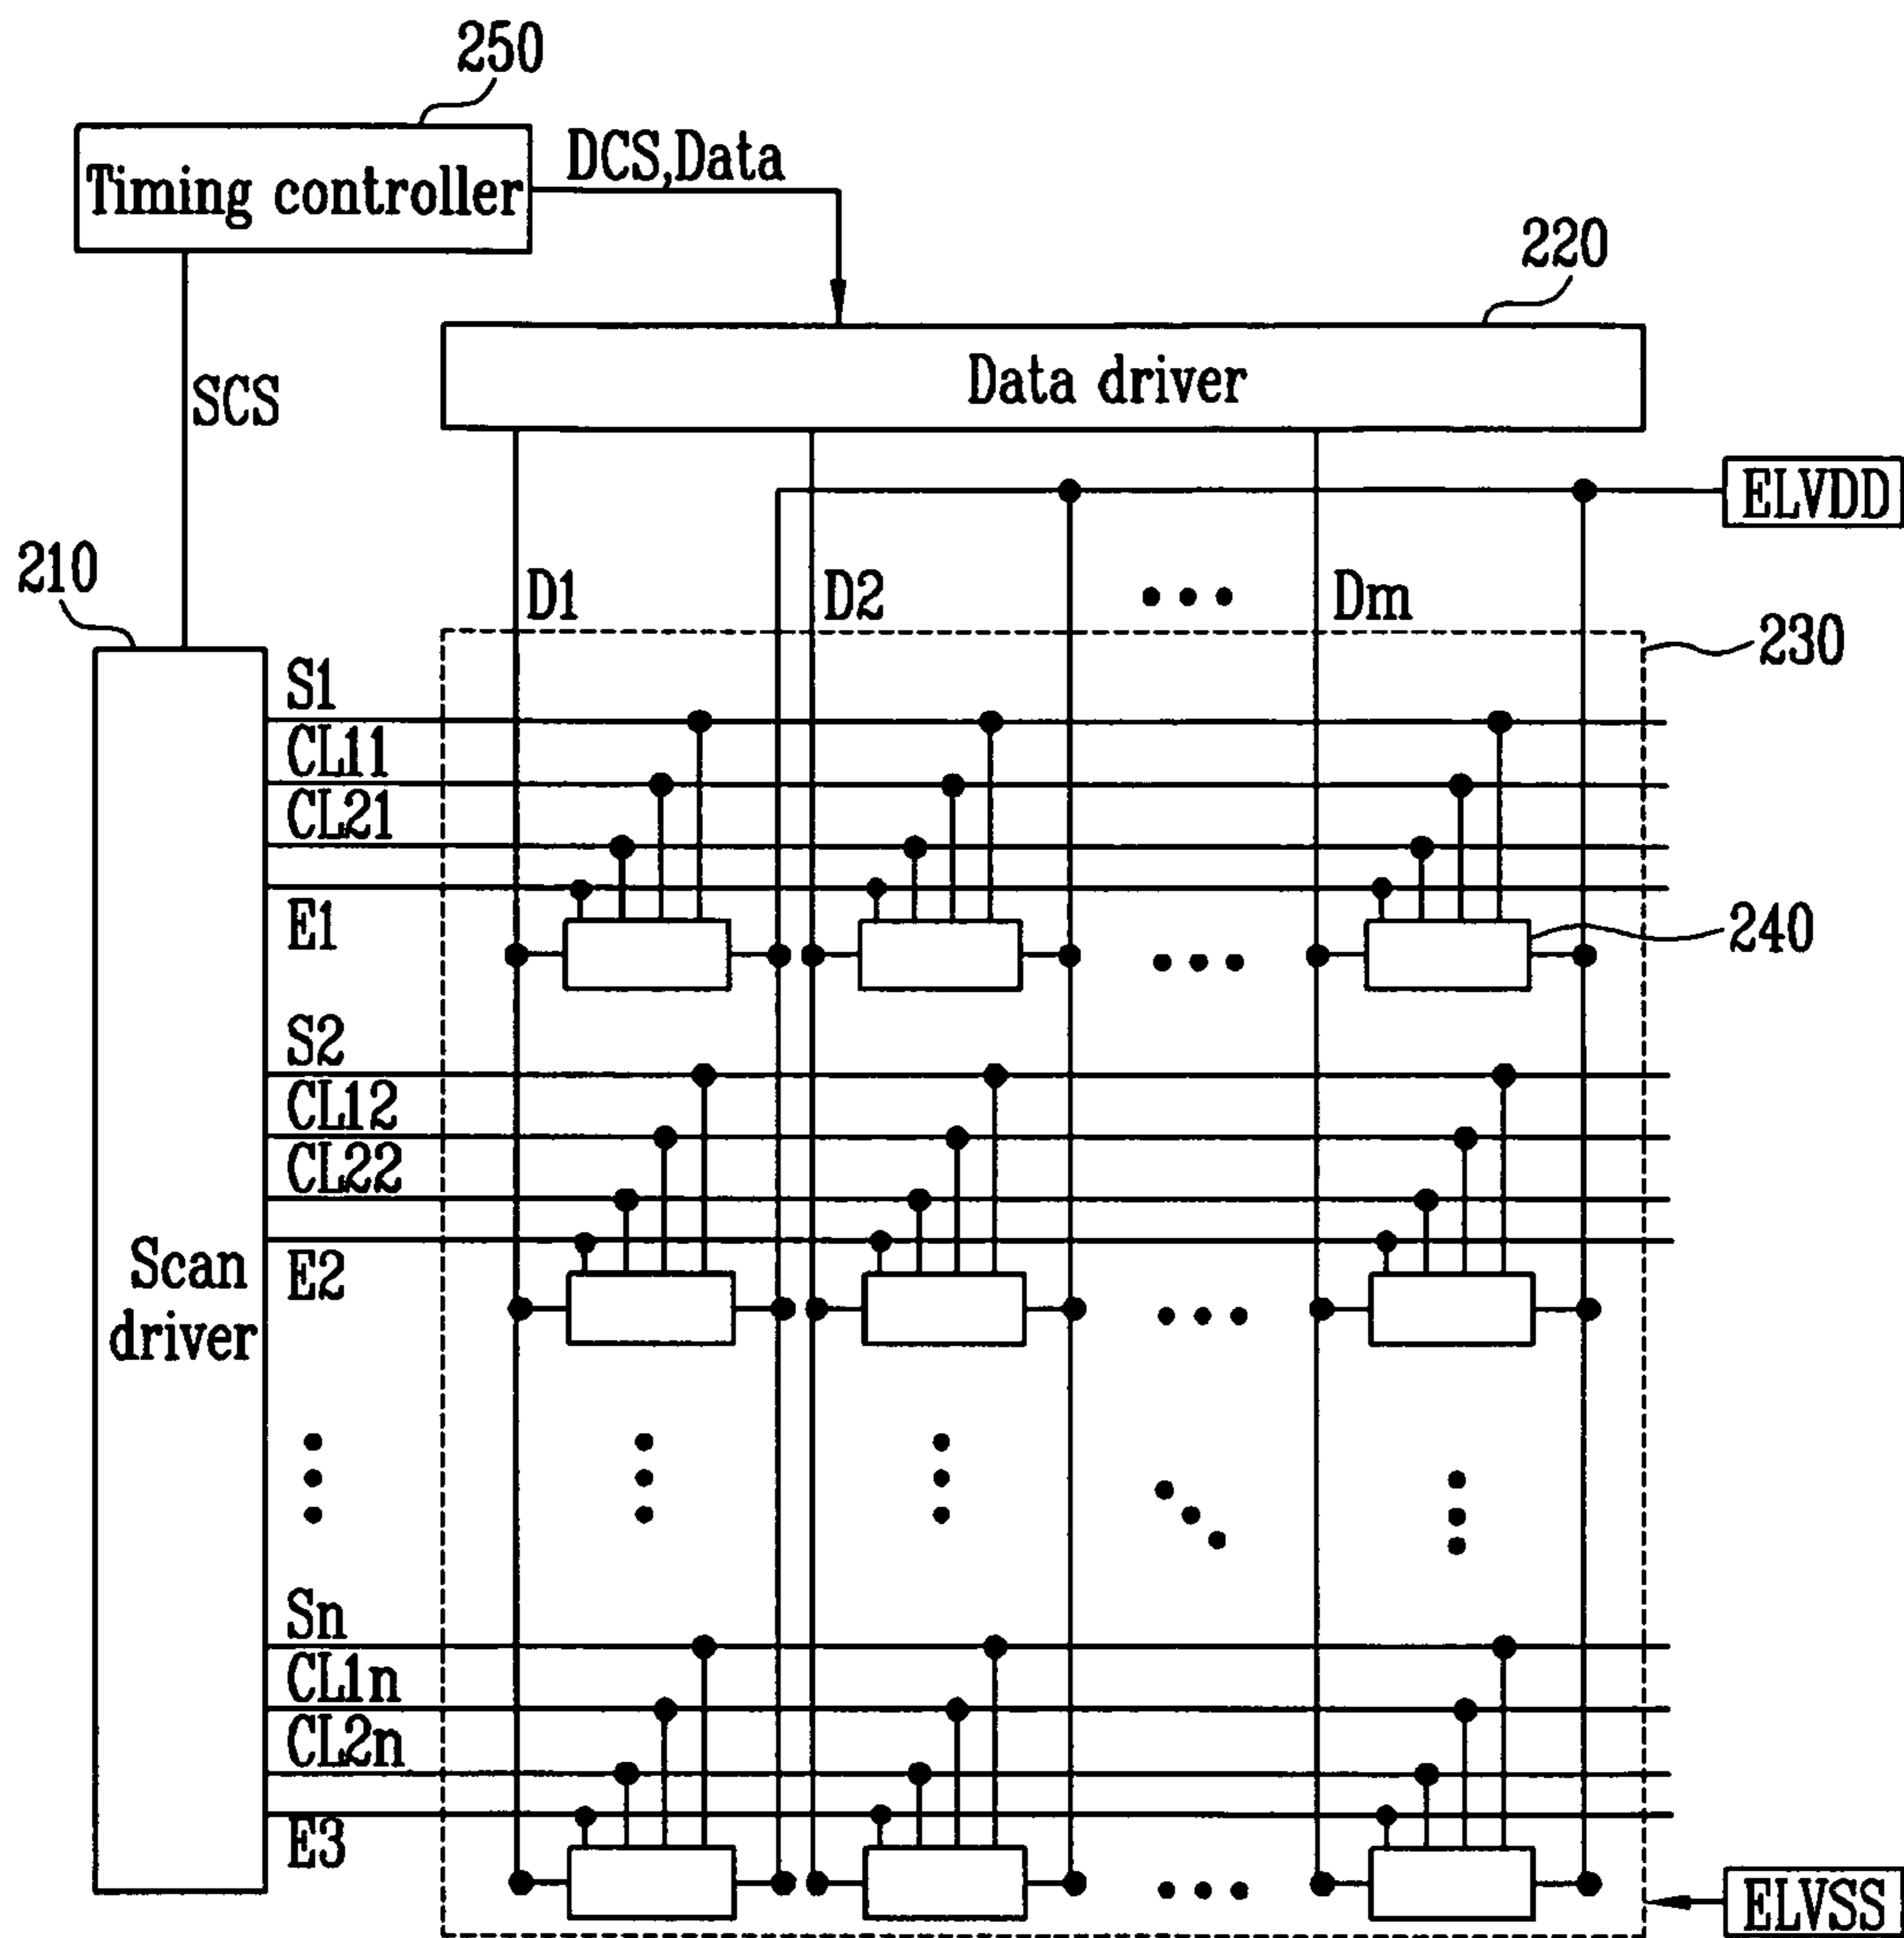 250
Timing controller
DCS,Data
220
Data driver
SCS
ELVDD
210
D1
D2
Dm
230
S1
CL11
CL21
E1
240
S2
CL12
CL22
E2
Scan
driver
Sn
CL1n
CL2n
E3
ELVSS